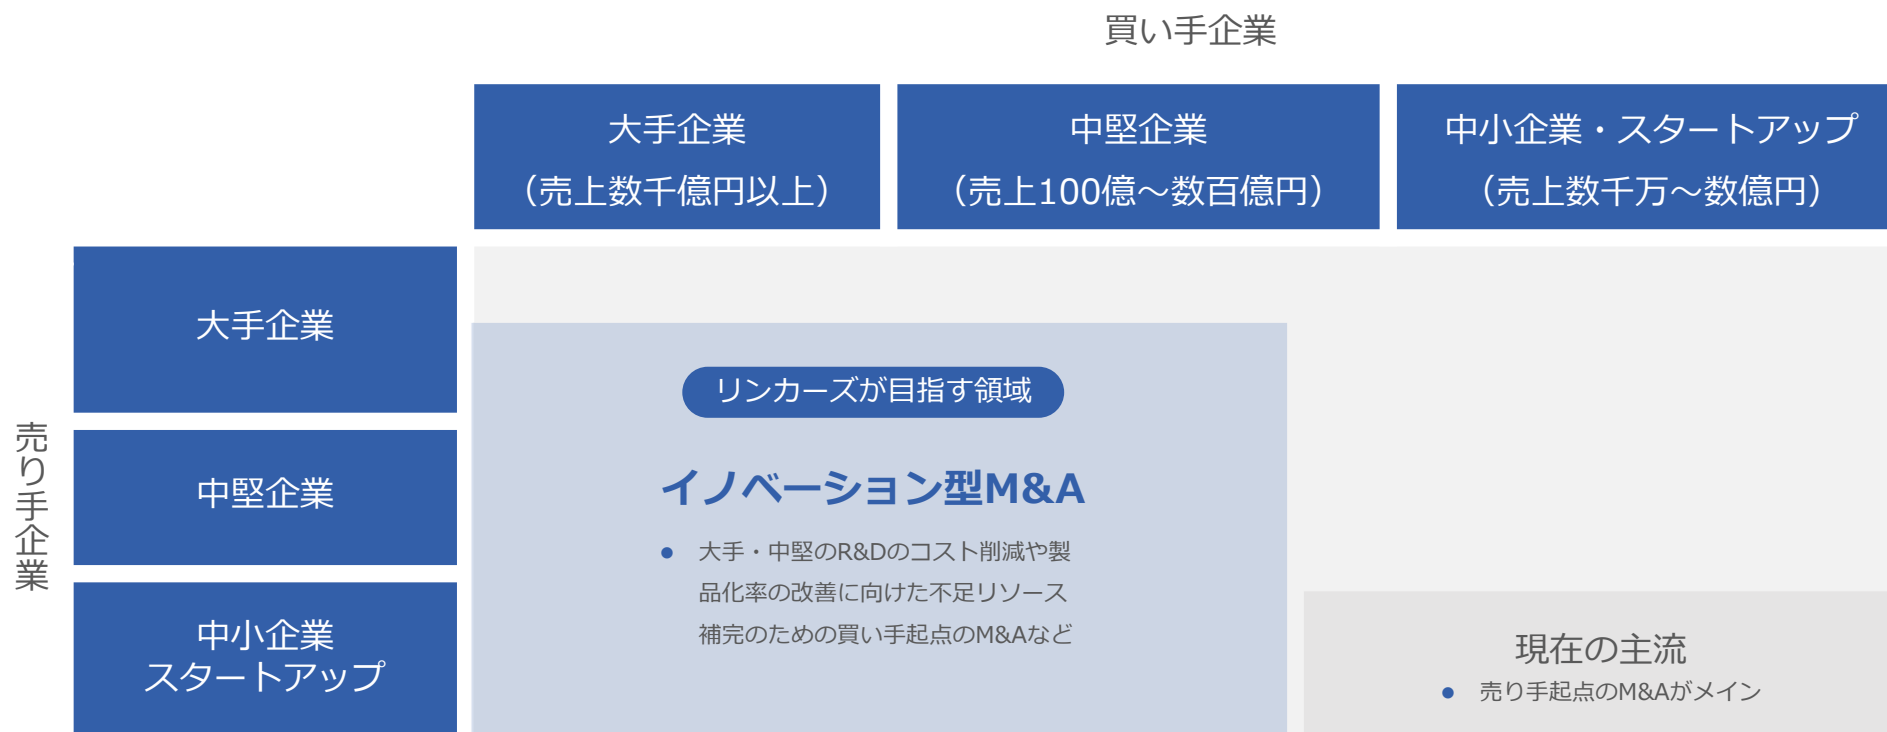 買い手企業
大手企業
（売上数千億円以上）
中堅企業
（売上100億～数百億円）
中小企業・スタートアップ
（売上数千万～数億円）
売り手企業
大手企業
中堅企業
中小企業
スタートアップ
リンカーズが目指す領域
イノベーション型M&A
● 大手・中堅のR&Dのコスト削減や製
品化率の改善に向けた不足リソース
補完のための買い手起点のM&Aなど
現在の主流
● 売り手起点のM&Aがメイン